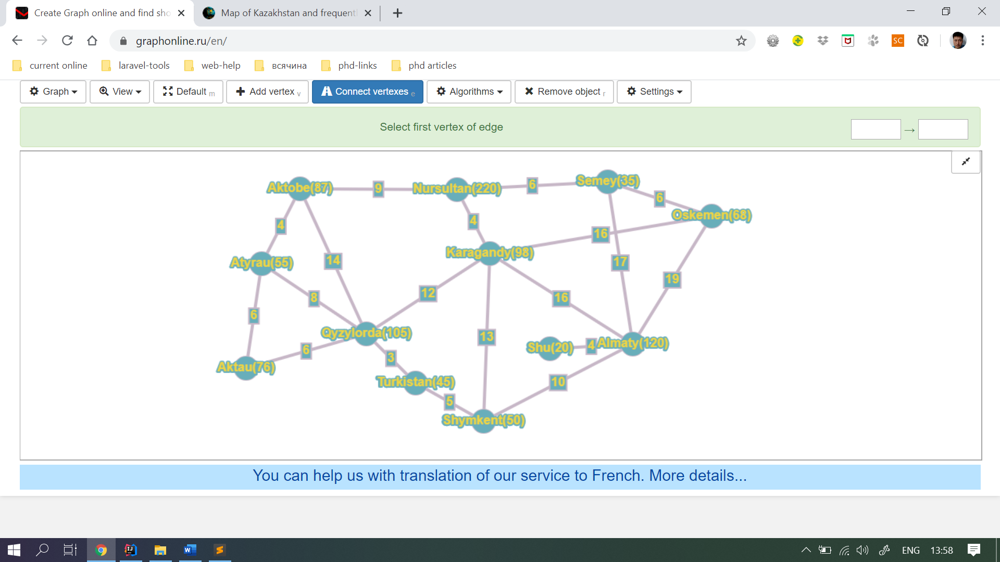 Create Graph online and find sho
Map of Kazakhstan and frequentl
graphonline.ru/en/
SC
current online
laravel-tools
web-help
всячина
phd-links
phd articles
Graph
View
Default m
Add vertex v
Connect vertexes e
Algorithms
Remove object r
Settings
Select first vertex of edge
→
Aktobe(87)
9
Nursultan(220)
6
Semey(35)
6
Oskemen(68)
4
4
16
Karagandy(98)
Atyrau(55)
14
17
19
8
12
16
6
Qyzylorda(105)
13
Shu(20)
4
Almaty(120)
6
3
Aktau(76)
Turkistan(45)
10
5
Shymkent(50)
You can help us with translation of our service to French. More details...
IJ
W
ENG
13:58